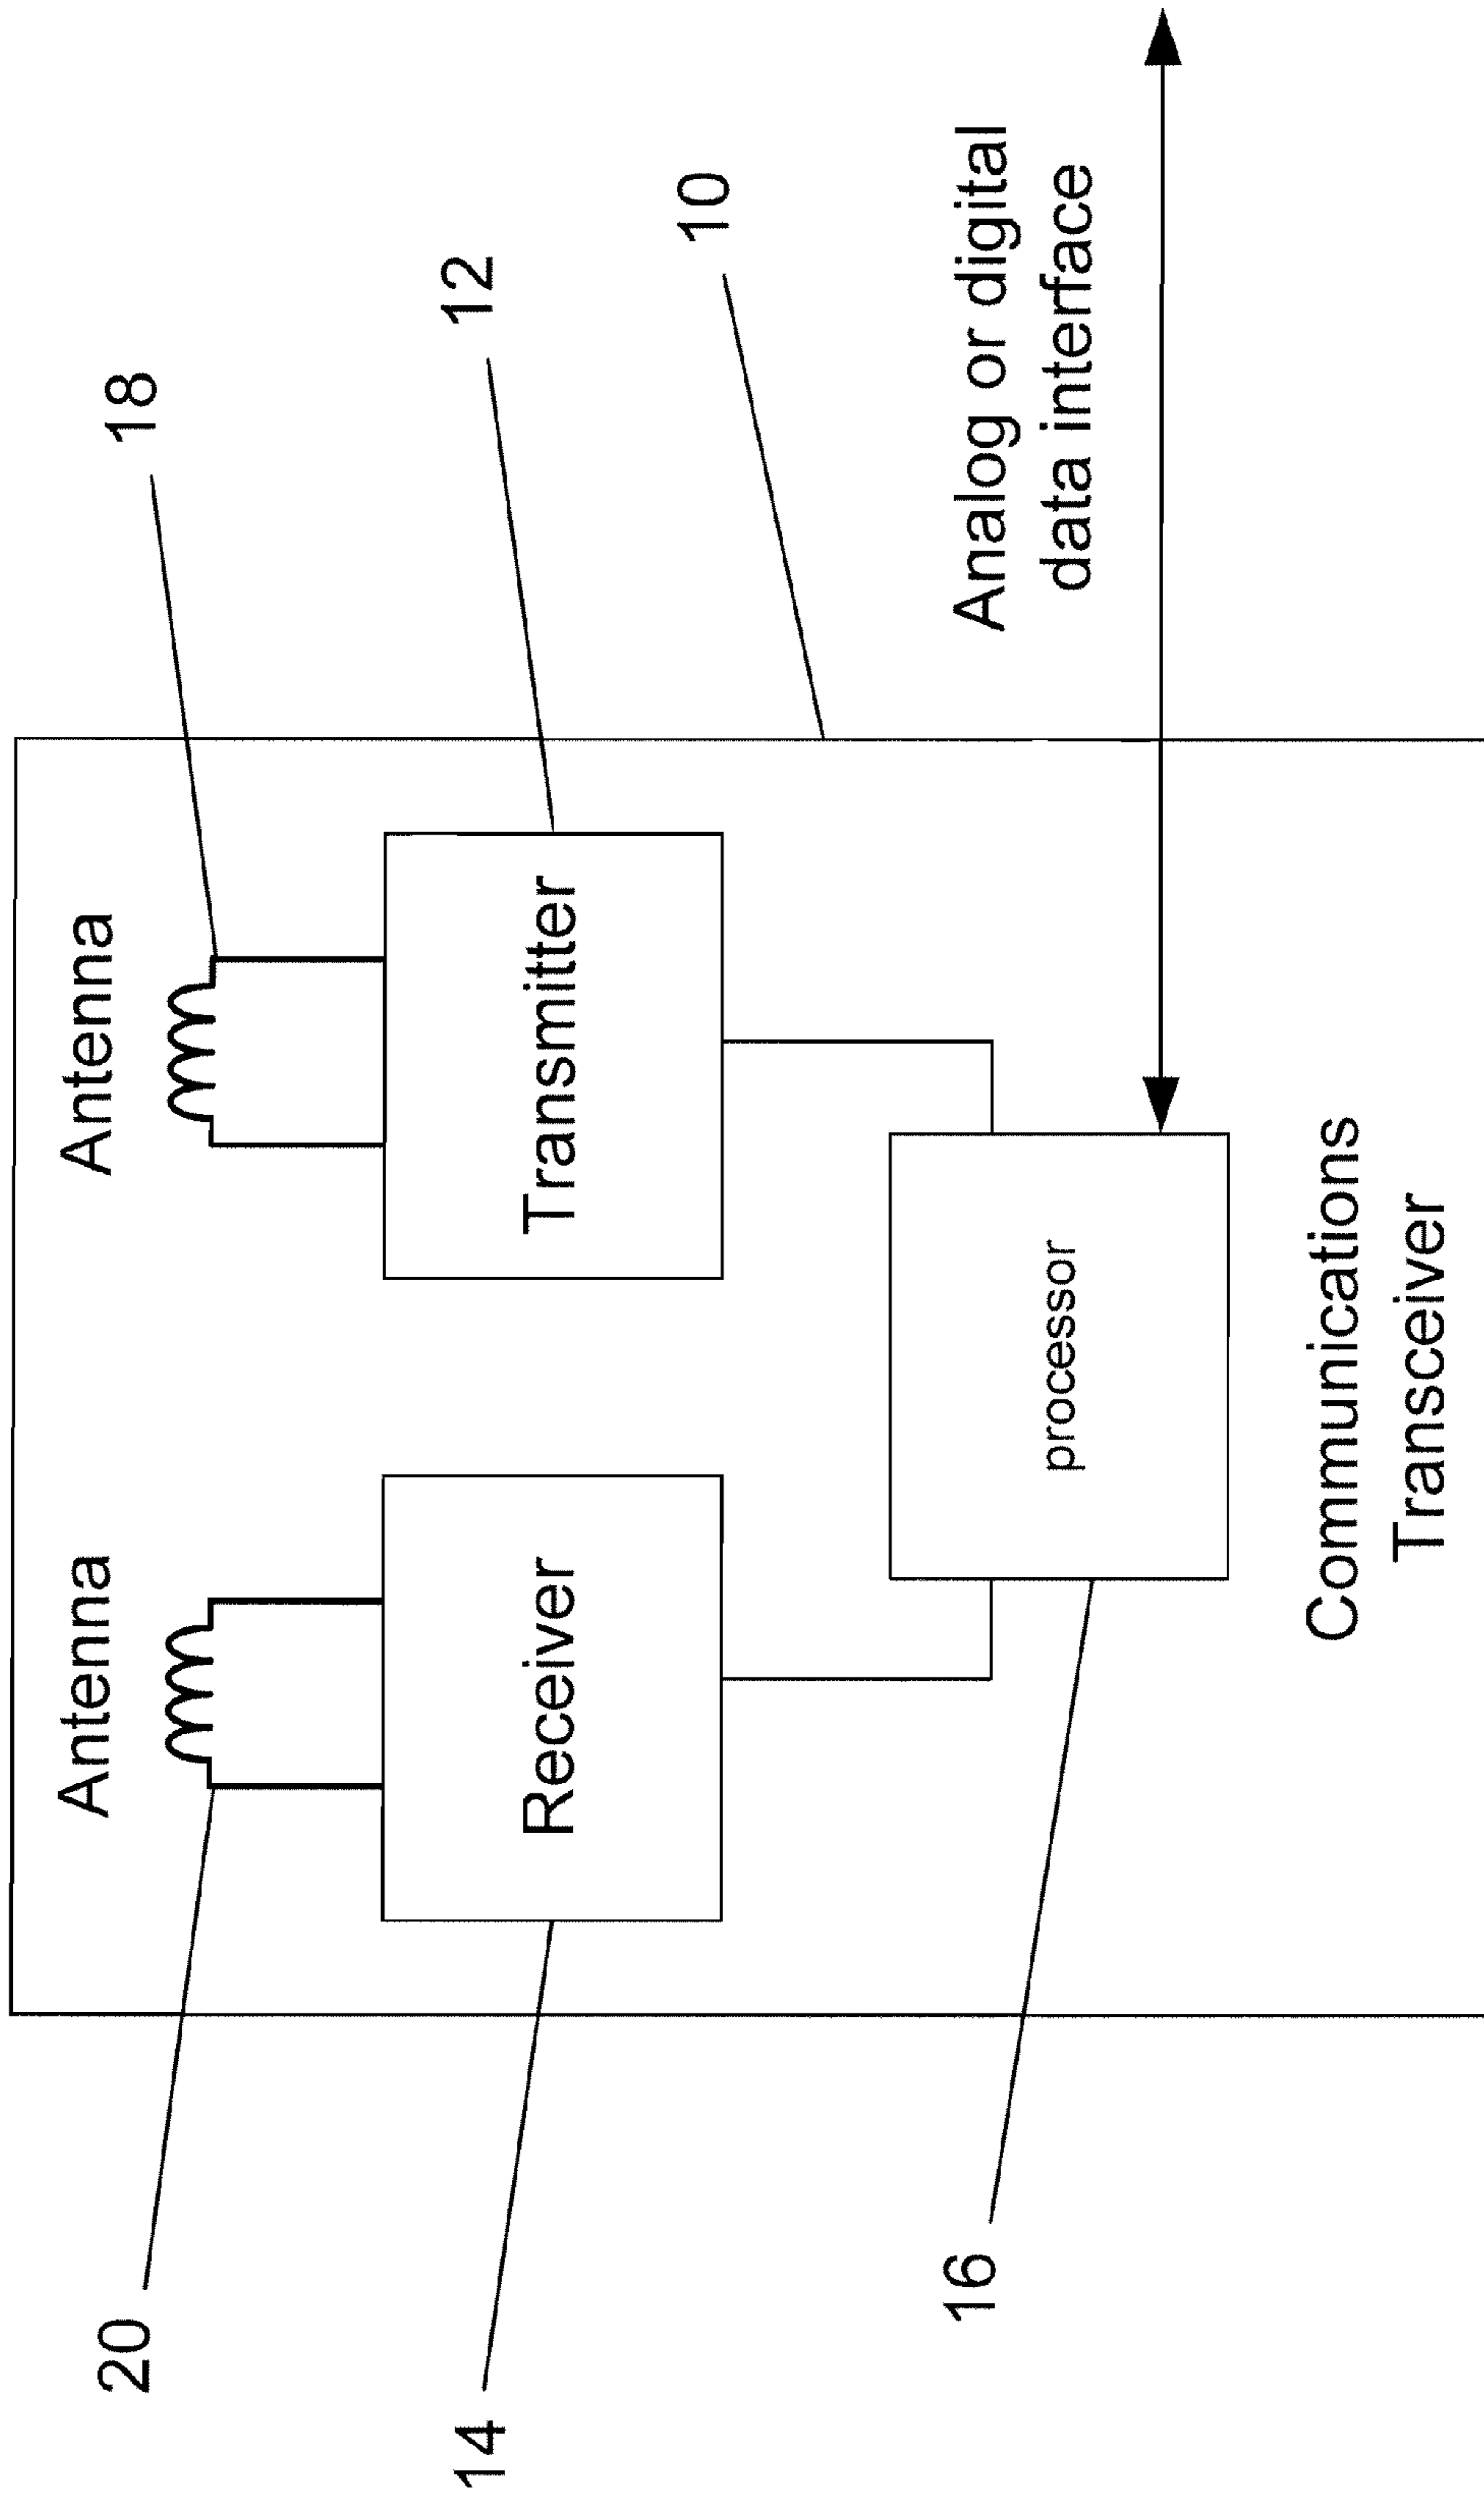 Antenna
Antenna
20
18
14
Receiver
Transmitter
12
10
16
processor
Analog or digital
data interface
Communications
Transceiver